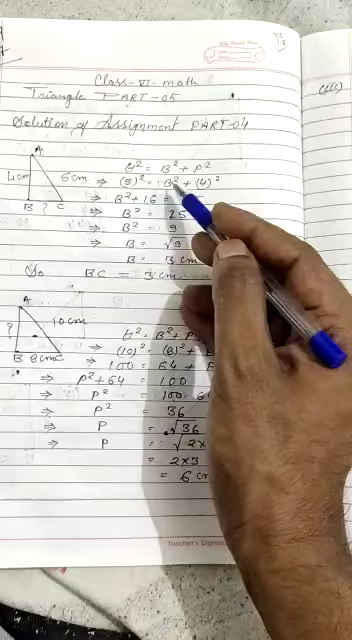 Class-VI-math
Triangle PART-05
Solution of Assignment PART-04
A
4cm 5cm
B ? C
H² = B² + P²
⇒ (5)² = B² + (4)²
⇒ B² + 16 =
⇒ B² = 25
⇒ B² = 9
⇒ B = √9
B = 3 cm
So BC = 3 cm
A
? 10cm
B 8cm C
H² = B² + P
⇒ (10)² = (8)² +
⇒ 100 = 64 +
⇒ P² + 64 = 100
⇒ P² = 100 - 64
⇒ P² = 36
⇒ P = √36
⇒ P = √2×
= 2×3
= 6 cm
Teacher's Signat